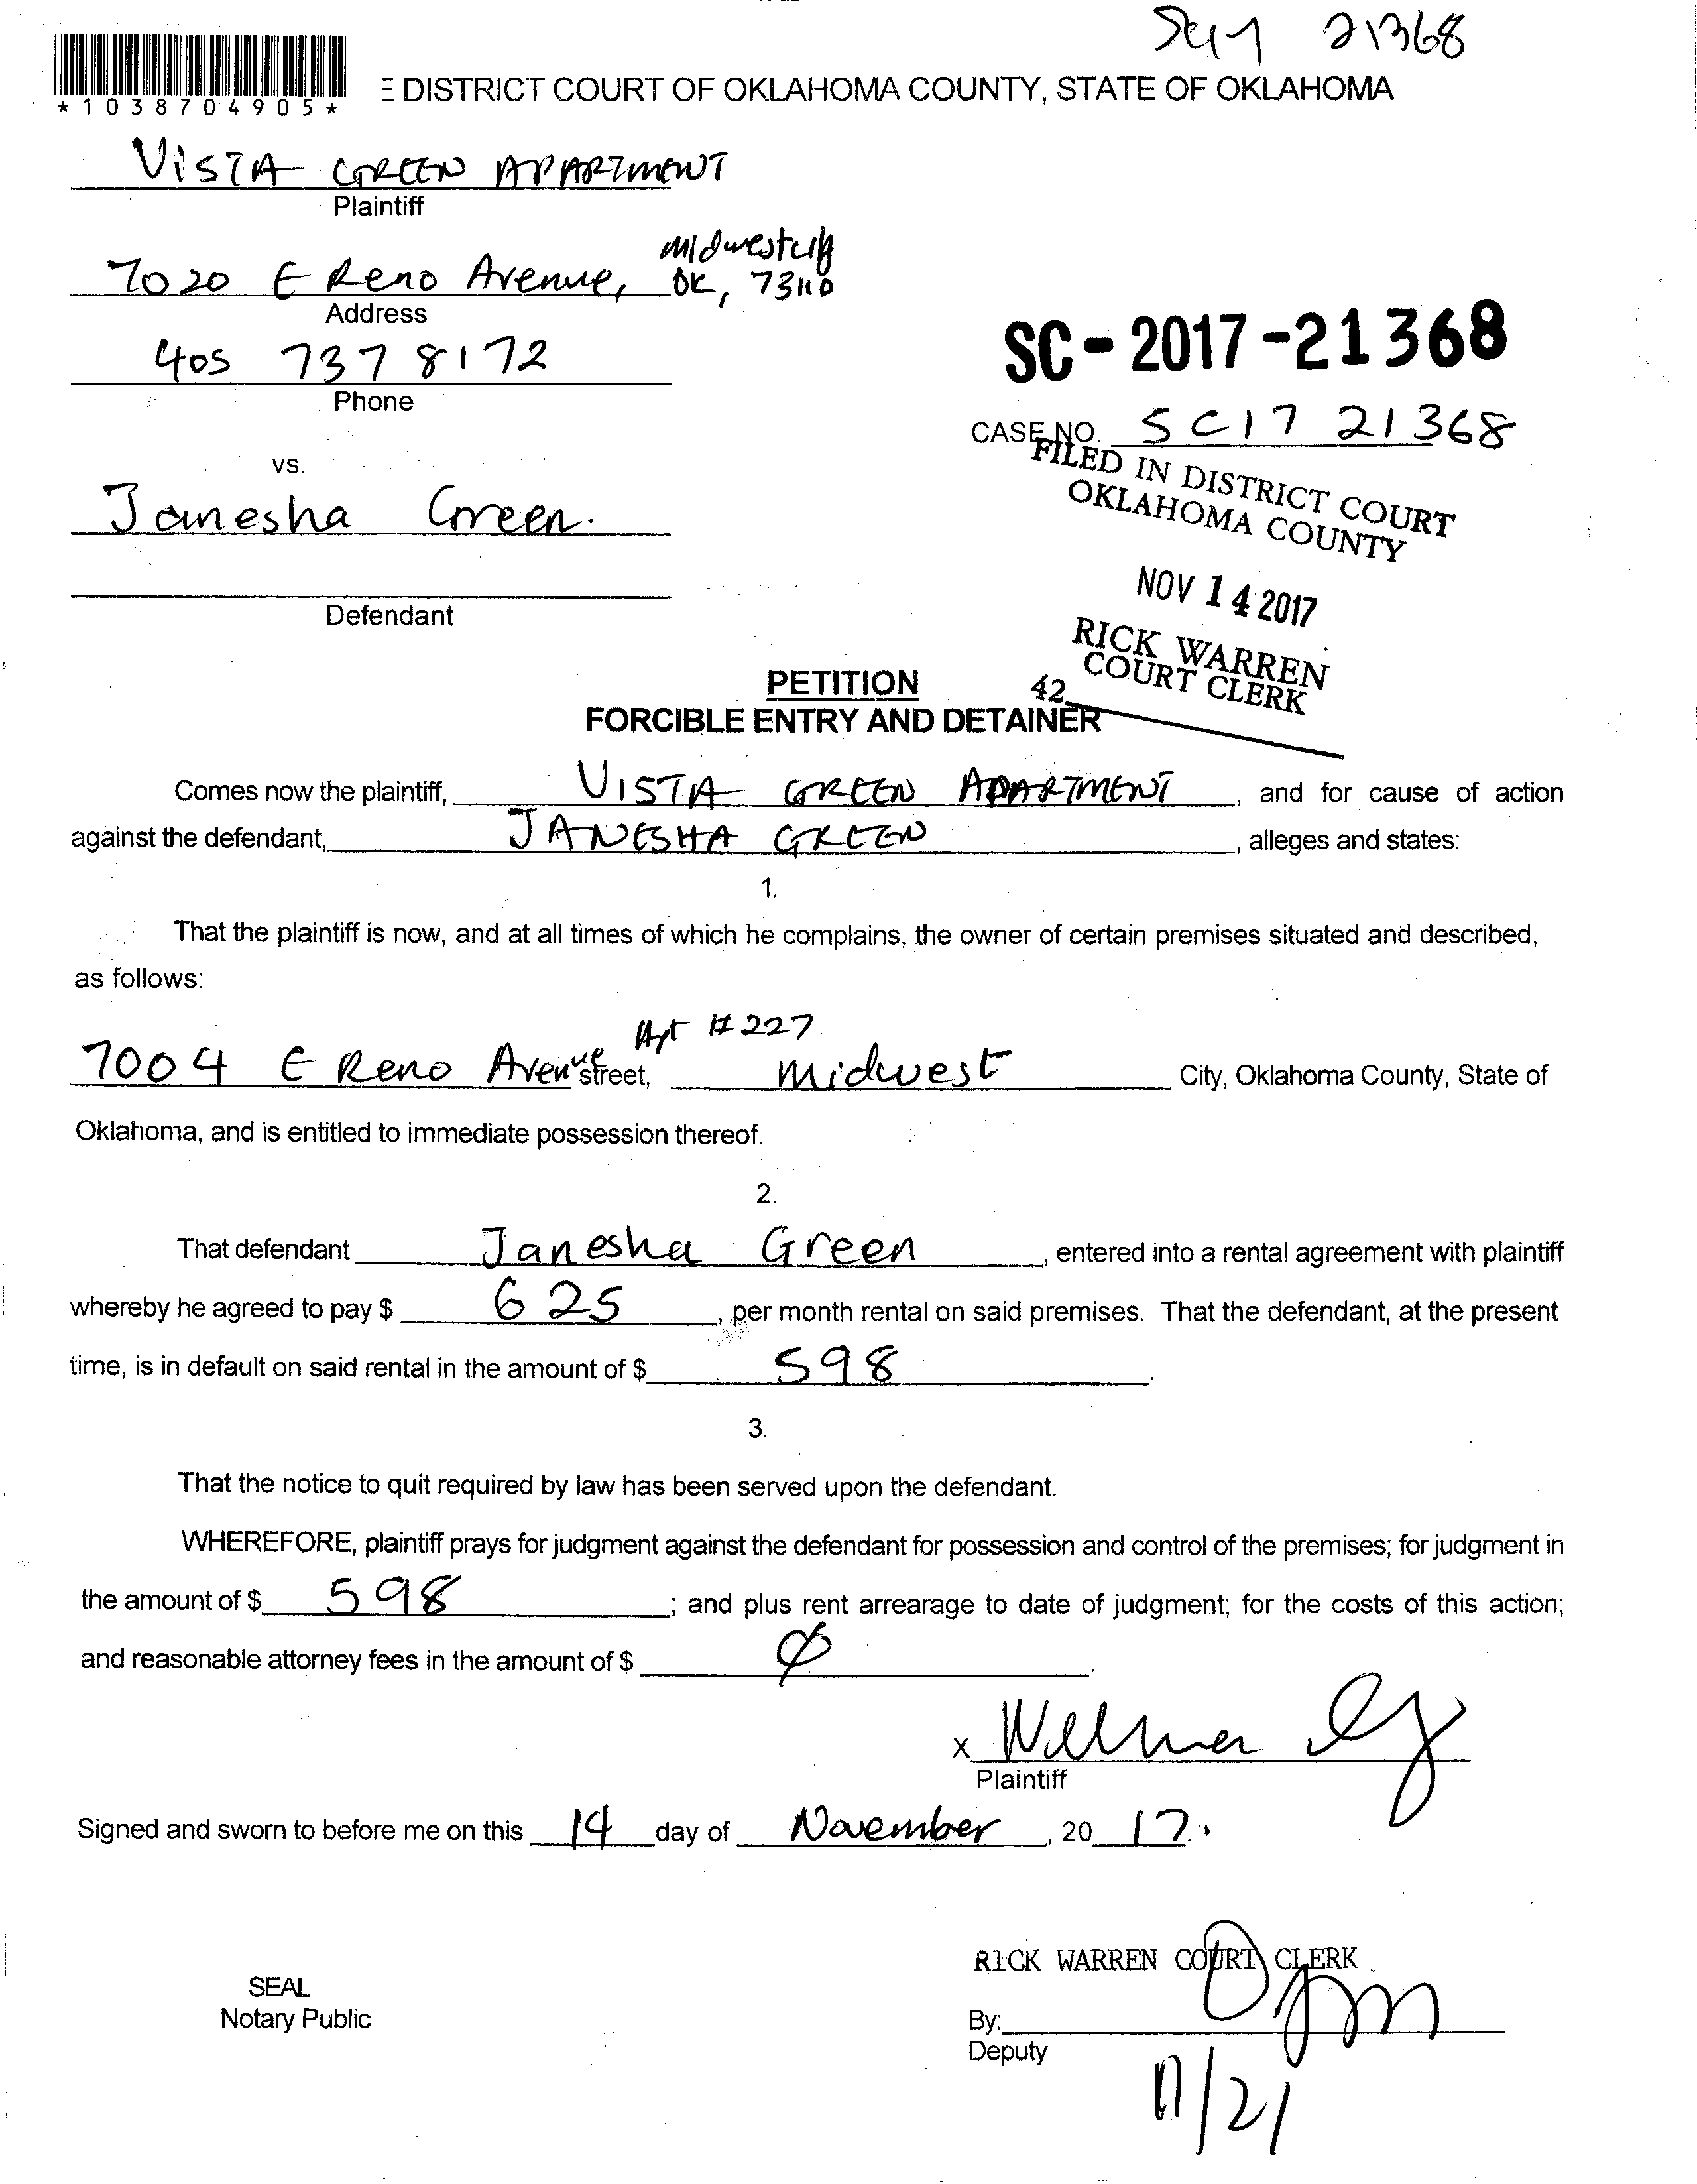 SC17 21368
*1038704905*
E DISTRICT COURT OF OKLAHOMA COUNTY, STATE OF OKLAHOMA
VISTA GREEN APARTMENT
Plaintiff
midwest city
7020 E Reno Avenue, OK, 73110
Address
405 737 8172
Phone
SC-2017-21368
CASE NO. SC17 21368
FILED IN DISTRICT COURT
OKLAHOMA COUNTY
vs.
Janesha Green.
NOV 14 2017
Defendant
RICK WARREN
COURT CLERK
42
PETITION
FORCIBLE ENTRY AND DETAINER
Comes now the plaintiff, VISTA GREEN APARTMENT, and for cause of action
against the defendant, JANESHA GREEN, alleges and states:
1.
That the plaintiff is now, and at all times of which he complains, the owner of certain premises situated and described,
as follows:
Apt #227
7004 E Reno Avenue street, Midwest City, Oklahoma County, State of
Oklahoma, and is entitled to immediate possession thereof.
2.
That defendant Janesha Green, entered into a rental agreement with plaintiff
whereby he agreed to pay $ 625, per month rental on said premises. That the defendant, at the present
time, is in default on said rental in the amount of $ 598.
3.
That the notice to quit required by law has been served upon the defendant.
WHEREFORE, plaintiff prays for judgment against the defendant for possession and control of the premises; for judgment in
the amount of $ 598; and plus rent arrearage to date of judgment; for the costs of this action;
and reasonable attorney fees in the amount of $ Ø.
x Wilma
Plaintiff
Signed and sworn to before me on this 14 day of November, 20 17.
RICK WARREN COURT CLERK
SEAL
Notary Public
By:
Deputy
11/21